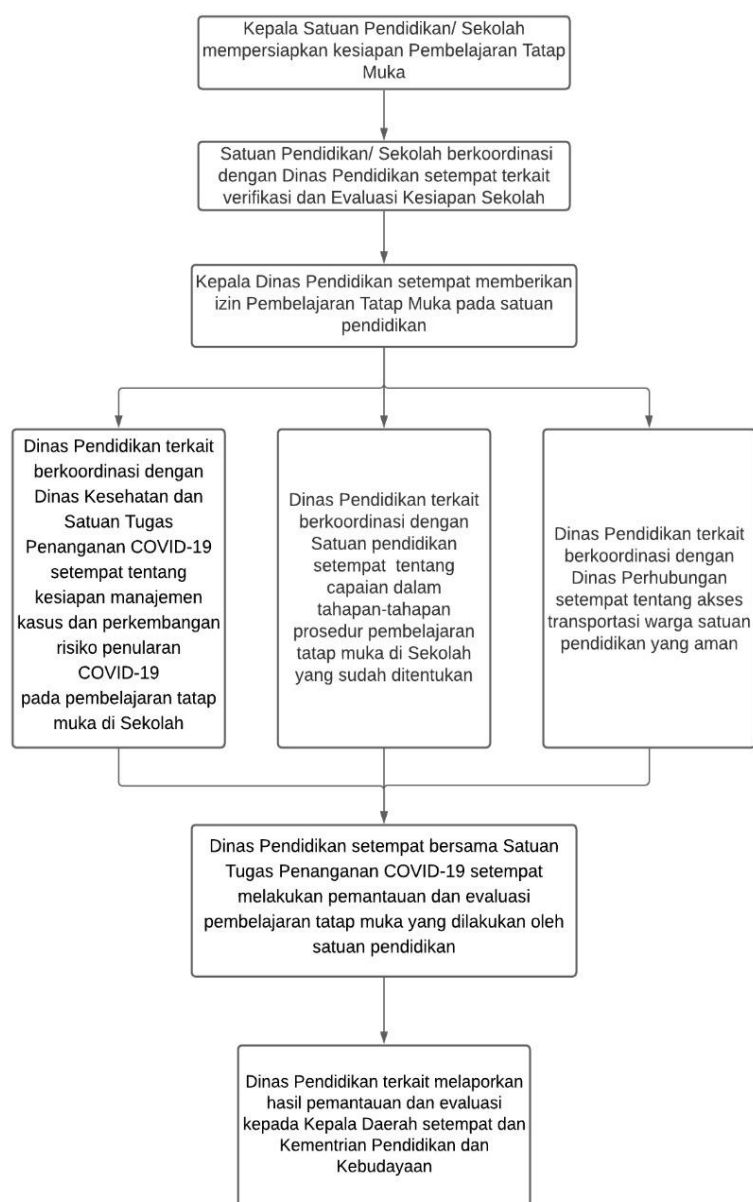 Kepala Satuan Pendidikan/ Sekolah
mempersiapkan kesiapan Pembelajaran Tatap
Muka
Satuan Pendidikan/ Sekolah berkoordinasi
dengan Dinas Pendidikan setempat terkait
verifikasi dan Evaluasi Kesiapan Sekolah
Kepala Dinas Pendidikan setempat memberikan
izin Pembelajaran Tatap Muka pada satuan
pendidikan
Dinas Pendidikan terkait
berkoordinasi dengan
Dinas Kesehatan dan
Satuan Tugas
Penanganan COVID-19
setempat tentang
kesiapan manajemen
kasus dan perkembangan
risiko penularan
COVID-19
pada pembelajaran tatap
muka di Sekolah
Dinas Pendidikan terkait
berkoordinasi dengan
Satuan pendidikan
setempat tentang
capaian dalam
tahapan-tahapan
prosedur pembelajaran
tatap muka di Sekolah
yang sudah ditentukan
Dinas Pendidikan terkait
berkoordinasi dengan
Dinas Perhubungan
setempat tentang akses
transportasi warga satuan
pendidikan yang aman
Dinas Pendidikan setempat bersama Satuan
Tugas Penanganan COVID-19 setempat
melakukan pemantauan dan evaluasi
pembelajaran tatap muka yang dilakukan oleh
satuan pendidikan
Dinas Pendidikan terkait melaporkan
hasil pemantauan dan evaluasi
kepada Kepala Daerah setempat dan
Kementrian Pendidikan dan
Kebudayaan